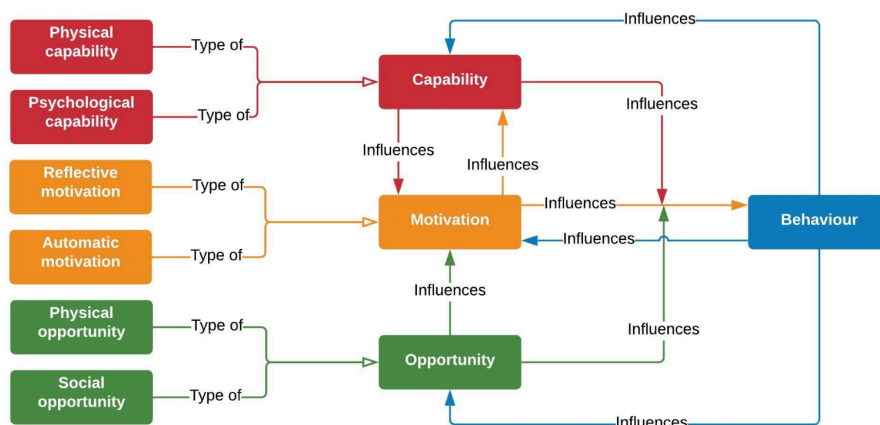 Influences
Physical
capability
Type of
Capability
Psychological
capability
Type of
Influences
Influences
Influences
Reflective
motivation
Type of
Motivation
Influences
Behaviour
Automatic
motivation
Type of
Influences
Influences
Physical
opportunity
Type of
Influences
Opportunity
Social
opportunity
Type of
Influences